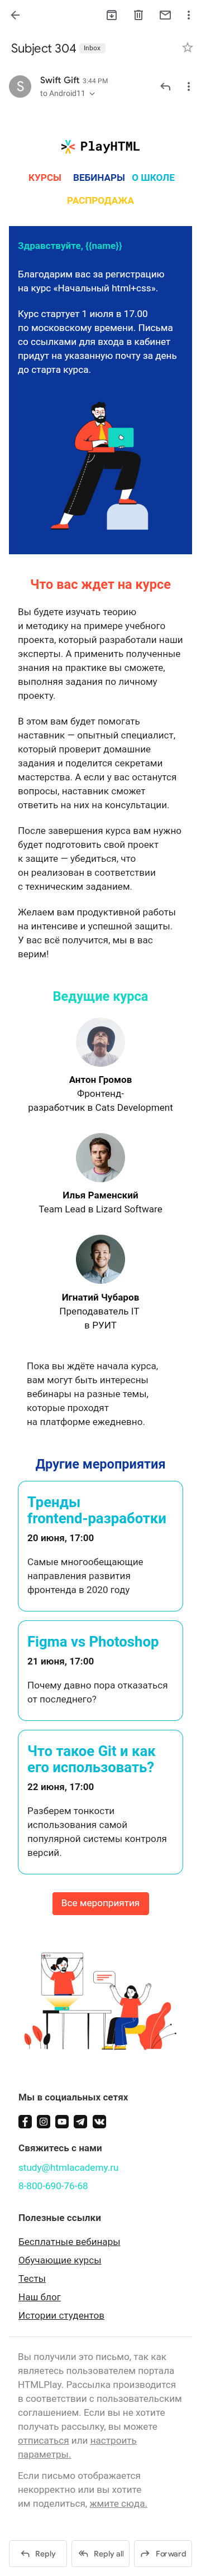 Subject 304 Inbox
S
Swift Gift 3:44 PM
to Android11
PlayHTML
КУРСЫ ВЕБИНАРЫ О ШКОЛЕ
РАСПРОДАЖА
Здравствуйте, {{name}}
Благодарим вас за регистрацию
на курс «Начальный html+css».
Курс стартует 1 июля в 17.00
по московскому времени. Письма
со ссылками для входа в кабинет
придут на указанную почту за день
до старта курса.
Что вас ждет на курсе
Вы будете изучать теорию
и методику на примере учебного
проекта, который разработали наши
эксперты. А применить полученные
знания на практике вы сможете,
выполняя задания по личному
проекту.
В этом вам будет помогать
наставник — опытный специалист,
который проверит домашние
задания и поделится секретами
мастерства. А если у вас останутся
вопросы, наставник сможет
ответить на них на консультации.
После завершения курса вам нужно
будет подготовить свой проект
к защите — убедиться, что
он реализован в соответствии
с техническим заданием.
Желаем вам продуктивной работы
на интенсиве и успешной защиты.
У вас всё получится, мы в вас
верим!
Ведущие курса
Антон Громов
Фронтенд-
разработчик в Cats Development
Илья Раменский
Team Lead в Lizard Software
Игнатий Чубаров
Преподаватель IT
в РУИТ
Пока вы ждёте начала курса,
вам могут быть интересны
вебинары на разные темы,
которые проходят
на платформе ежедневно.
Другие мероприятия
Тренды
frontend-разработки
20 июня, 17:00
Самые многообещающие
направления развития
фронтенда в 2020 году
Figma vs Photoshop
21 июня, 17:00
Почему давно пора отказаться
от последнего?
Что такое Git и как
его использовать?
22 июня, 17:00
Разберем тонкости
использования самой
популярной системы контроля
версий.
Все мероприятия
Мы в социальных сетях
Свяжитесь с нами
study@htmlacademy.ru
8-800-690-76-68
Полезные ссылки
Бесплатные вебинары
Обучающие курсы
Тесты
Наш блог
Истории студентов
Вы получили это письмо, так как
являетесь пользователем портала
HTMLPlay. Рассылка производится
в соответствии с пользовательским
соглашением. Если вы не хотите
получать рассылку, вы можете
отписаться или настроить
параметры.
Если письмо отображается
некорректно или вы хотите
им поделиться, жмите сюда.
Reply Reply all Forward